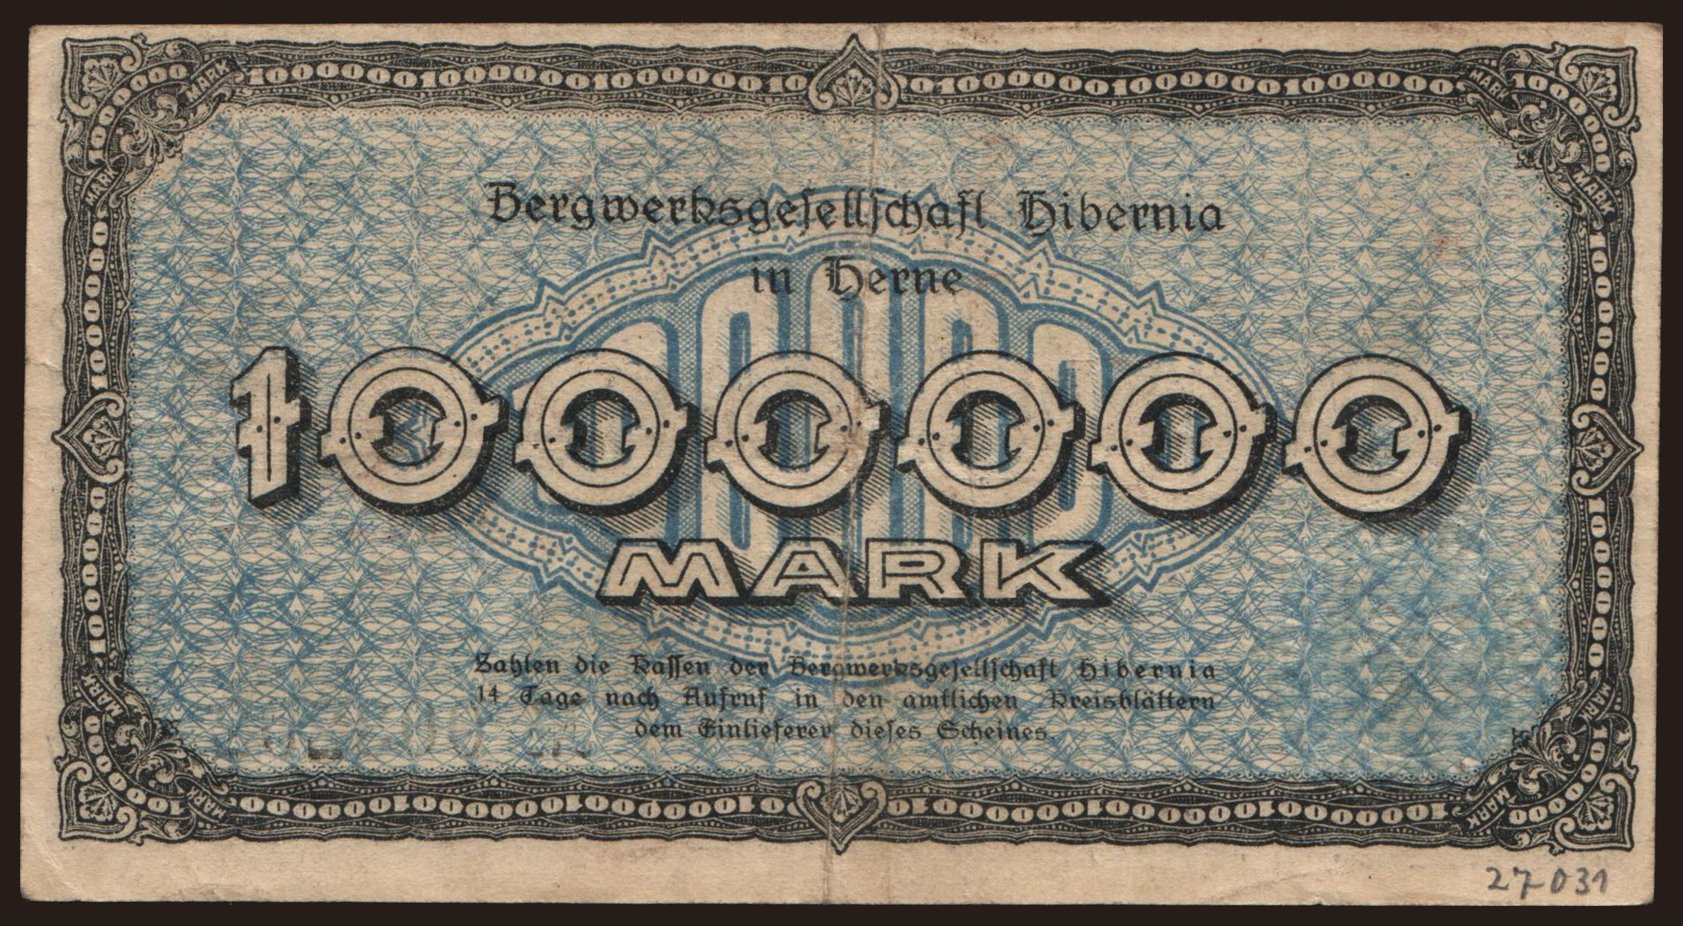 Bergwerksgesellschaft Hibernia
in Herne
1000000
MARK
Zahlen die Kassen der Bergwerksgesellschaft Hibernia
14 Tage nach Aufruf in den amtlichen Kreisblättern
dem Einlieferer dieses Scheines.
27031